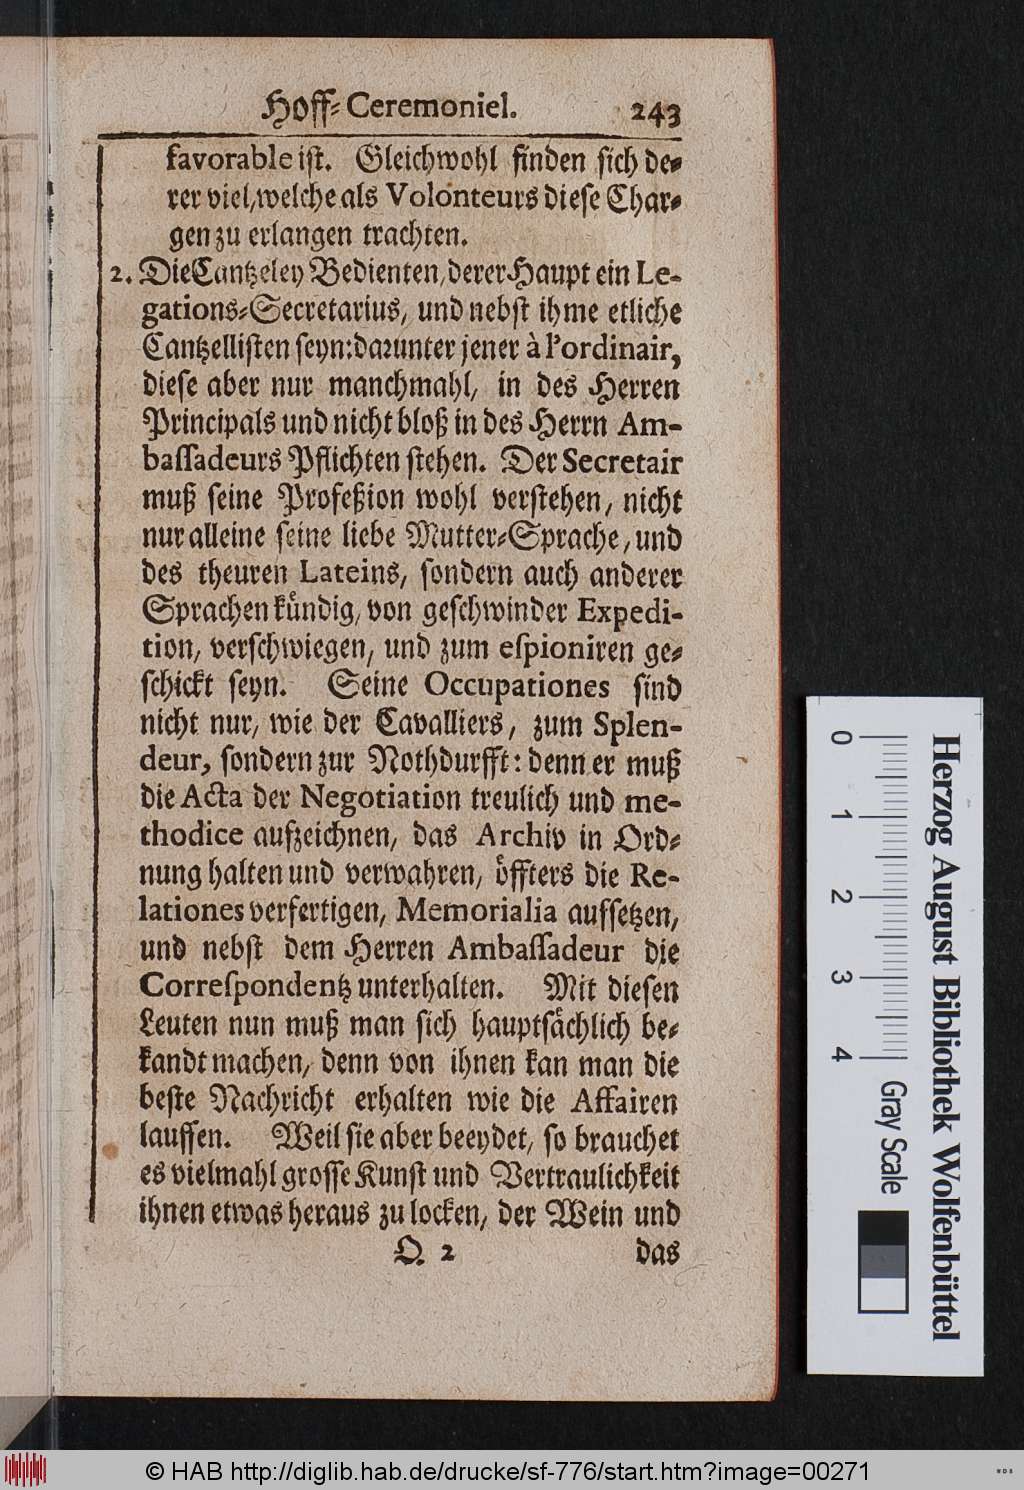 Hoff-Ceremoniel. 243
favorable ist. Gleichwohl finden sich de-
rer viel, welche als Volonteurs diese Char-
gen zu erlangen trachten.
2. Die Cantzeley Bedienten, derer Haupt ein Le-
gations-Secretarius, und nebst ihme etliche
Cantzellisten seyn: darunter jener à l'ordinair,
diese aber nur manchmahl, in des Herren
Principals und nicht bloß in des Herrn Am-
bassadeurs Pflichten stehen. Der Secretair
muß seine Profeßion wohl verstehen, nicht
nur alleine seine liebe Mutter-Sprache, und
des theuren Lateins, sondern auch anderer
Sprachen kündig, von geschwinder Expedi-
tion, verschwiegen, und zum espioniren ge-
schickt seyn. Seine Occupationes sind
nicht nur, wie der Cavalliers, zum Splen-
deur, sondern zur Nothdurfft: denn er muß
die Acta der Negotiation treulich und me-
thodice aufzeichnen, das Archiv in Ord-
nung halten und verwahren, öffters die Re-
lationes verfertigen, Memorialia aufsetzen,
und nebst dem Herren Ambassadeur die
Correspondentz unterhalten. Mit diesen
Leuten nun muß man sich hauptsächlich be-
kandt machen, denn von ihnen kan man die
beste Nachricht erhalten wie die Affairen
lauffen. Weil sie aber beeydet, so brauchet
es vielmahl grosse Kunst und Vertraulichkeit
ihnen etwas heraus zu locken, der Wein und
Q 2 das
Herzog August Bibliothek Wolfenbüttel
0 1 2 3 4 Gray Scale
© HAB http://diglib.hab.de/drucke/sf-776/start.htm?image=00271
WDB